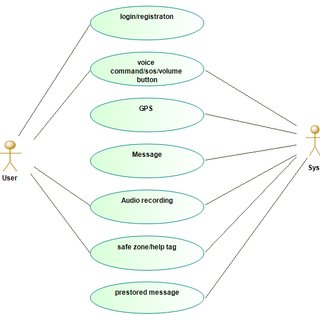 login/registraton
voice
command/sos/volume
button
GPS
Message
User
Sys
Audio recording
safe zone/help tag
prestored message